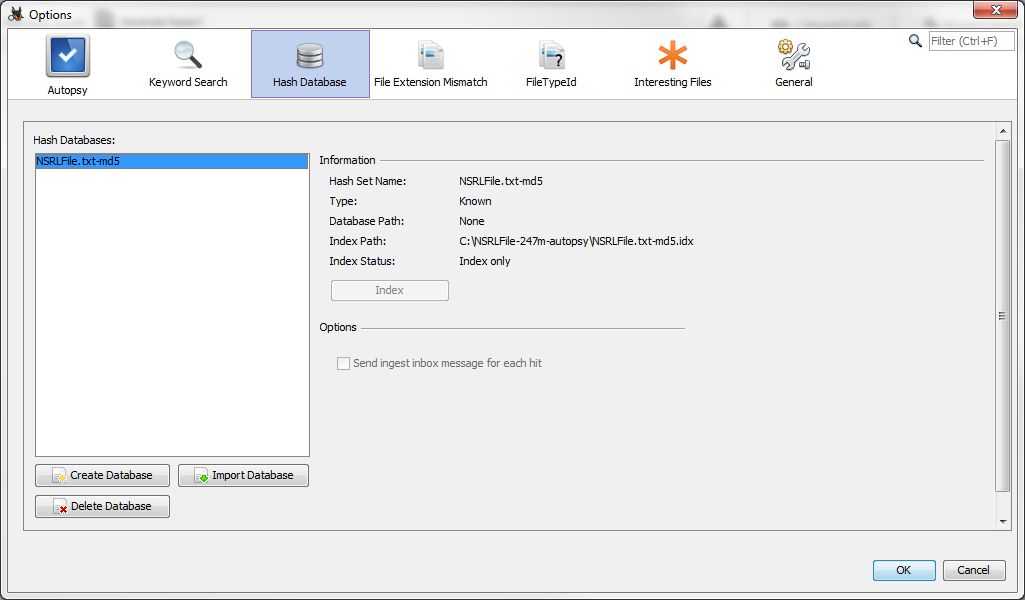 Options
Autopsy
Keyword Search
Hash Database
File Extension Mismatch
FileTypeId
Interesting Files
General
Filter (Ctrl+F)
Hash Databases:
NSRLFile.txt-md5
Information
Hash Set Name: NSRLFile.txt-md5
Type: Known
Database Path: None
Index Path: C:\NSRLFile-247m-autopsy\NSRLFile.txt-md5.idx
Index Status: Index only
Index
Options
Send ingest inbox message for each hit
Create Database
Import Database
Delete Database
OK
Cancel